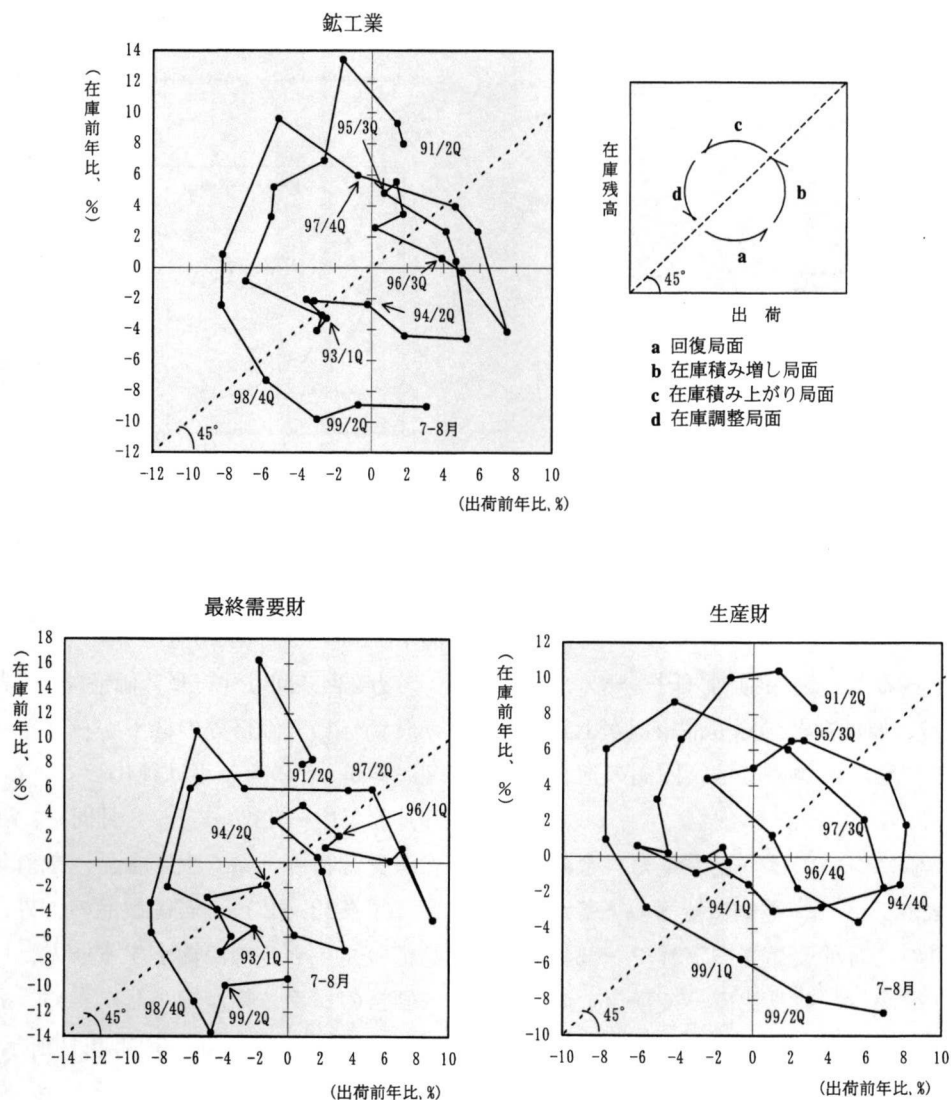 鉱工業
(在庫前年比、%)
14
12
10
8
6
4
2
0
-2
-4
-6
-8
-10
-12
95/3Q
91/2Q
97/4Q
96/3Q
94/2Q
93/1Q
98/4Q
99/2Q
7-8月
45°
-12 -10 -8 -6 -4 -2 0 2 4 6 8 10
(出荷前年比,%)
在庫残高
c
d
b
a
45°
出 荷
a 回復局面
b 在庫積み増し局面
c 在庫積み上がり局面
d 在庫調整局面
最終需要財
(在庫前年比、%)
18
16
14
12
10
8
6
4
2
0
-2
-4
-6
-8
-10
-12
-14
91/2Q
97/2Q
96/1Q
94/2Q
93/1Q
98/4Q
99/2Q
7-8月
45°
-14 -12 -10 -8 -6 -4 -2 0 2 4 6 8 10
(出荷前年比,%)
生産財
(在庫前年比、%)
12
10
8
6
4
2
0
-2
-4
-6
-8
-10
91/2Q
95/3Q
97/3Q
96/4Q
94/1Q
94/4Q
99/1Q
99/2Q
7-8月
45°
-10 -8 -6 -4 -2 0 2 4 6 8 10
(出荷前年比,%)